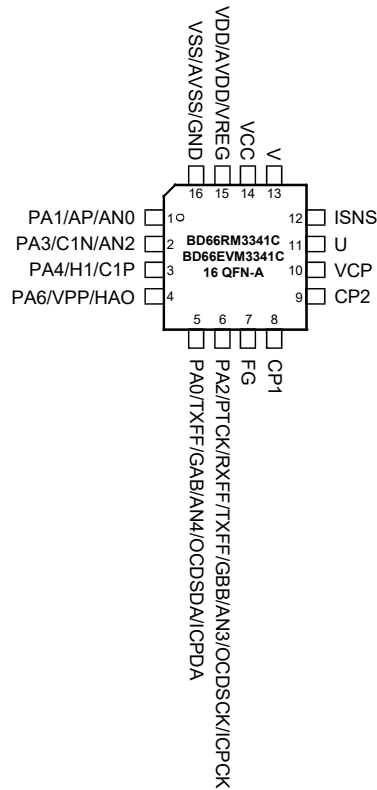 VSS/AVSS/GND
VDD/AVDD/VREG
VCC
V
16
15
14
13
PA1/AP/AN0
1
PA3/C1N/AN2
2
PA4/H1/C1P
3
PA6/VPP/HAO
4
BD66RM3341C
BD66EVM3341C
16 QFN-A
12
ISNS
11
U
10
VCP
9
CP2
5
6
7
8
PA0/TXFF/GAB/AN4/OCDSDA/ICPDA
PA2/PTCK/RXFF/TXFF/GBB/AN3/OCDSCK/ICPCK
FG
CP1